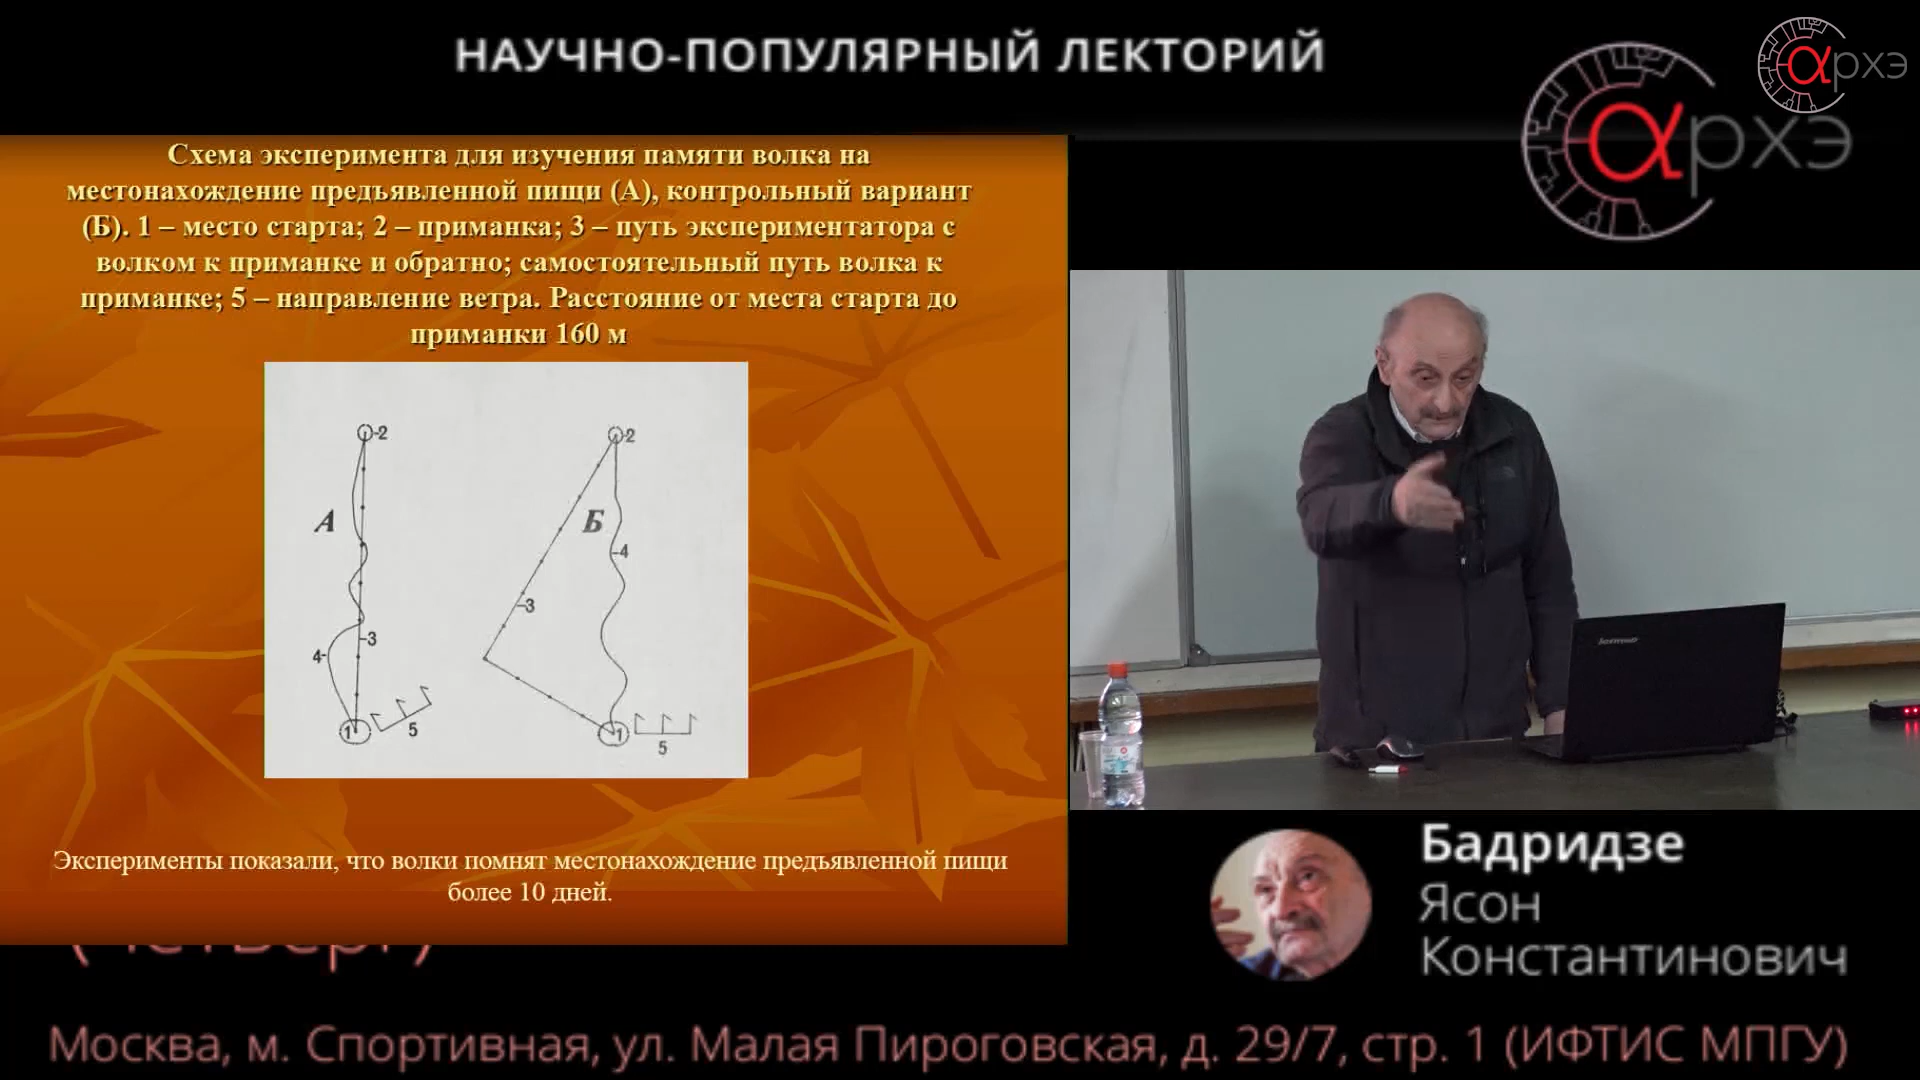 НАУЧНО-ПОПУЛЯРНЫЙ ЛЕКТОРИЙ
αрхэ
αрхэ
Схема эксперимента для изучения памяти волка на
местонахождение предъявленной пищи (А), контрольный вариант
(Б). 1 – место старта; 2 – приманка; 3 – путь экспериментатора с
волком к приманке и обратно; самостоятельный путь волка к
приманке; 5 – направление ветра. Расстояние от места старта до
приманки 160 м
2
А
3
4
1
5
2
Б
4
3
1
5
Эксперименты показали, что волки помнят местонахождение предъявленной пищи
более 10 дней.
lenovo
Бадридзе
Ясон
Константинович
(Четверг)
Москва, м. Спортивная, ул. Малая Пироговская, д. 29/7, стр. 1 (ИФТИС МПГУ)